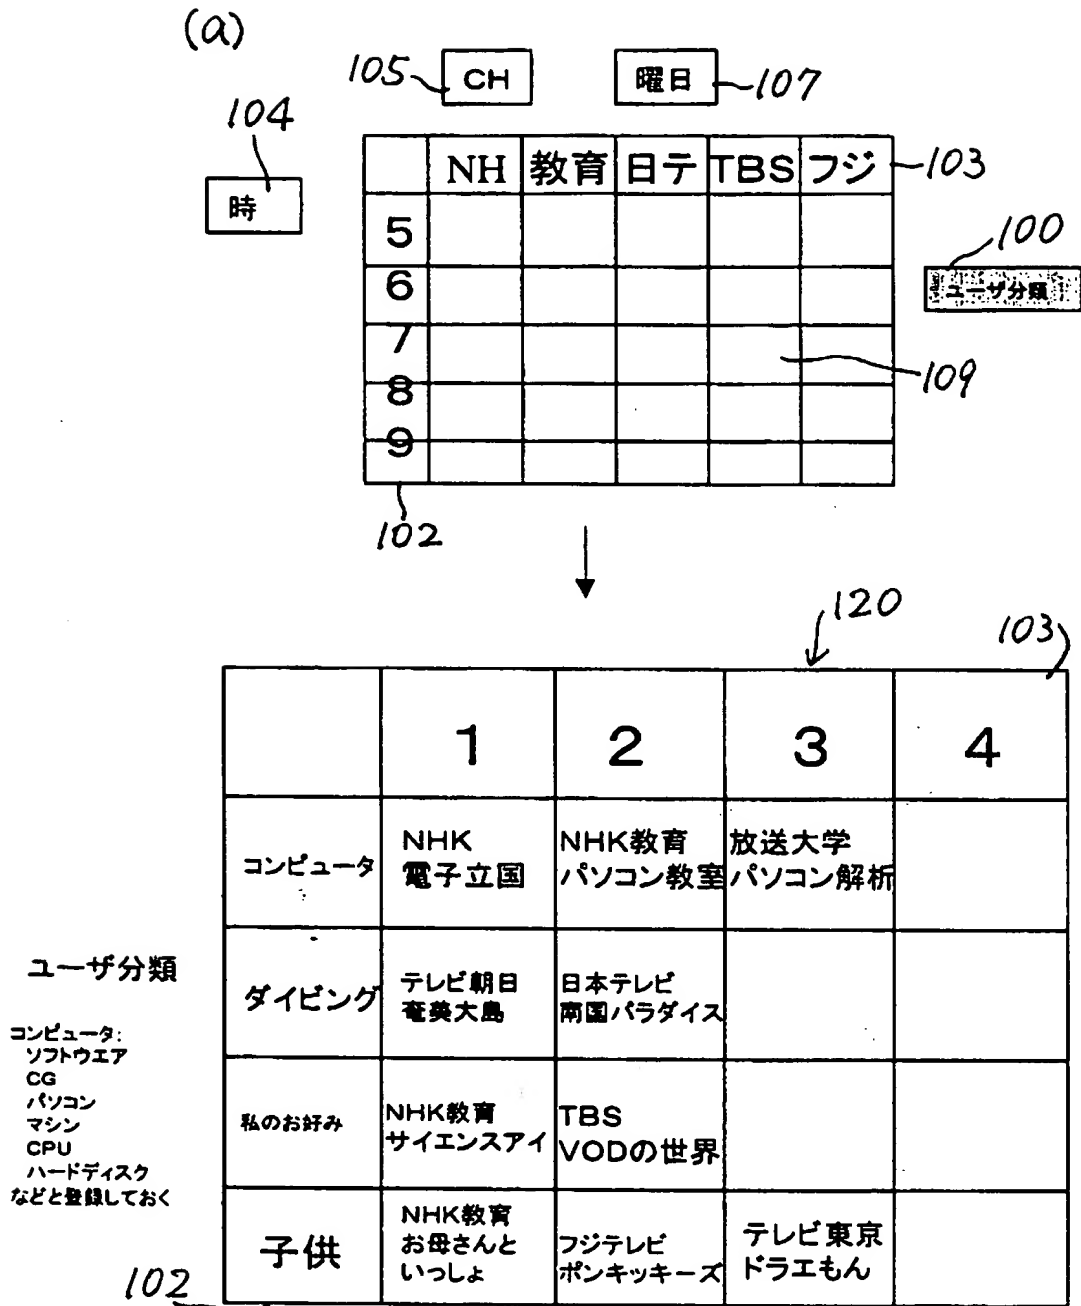 (a)
105
CH
曜日
107
104
時
NH 教育 日テ TBS フジ
103
5
100
ユーザ分類
6
7
109
8
9
102
120
103
1 2 3 4
コンピュータ
NHK
電子立国
NHK教育
パソコン教室
放送大学
パソコン解析
ユーザ分類
コンピュータ:
ソフトウエア
CG
パソコン
マシン
CPU
ハードディスク
などと登録しておく
ダイビング
テレビ朝日
奄美大島
日本テレビ
南国パラダイス
私のお好み
NHK教育
サイエンスアイ
TBS
VODの世界
子供
NHK教育
お母さんと
いっしょ
フジテレビ
ポンキッキーズ
テレビ東京
ドラエもん
102